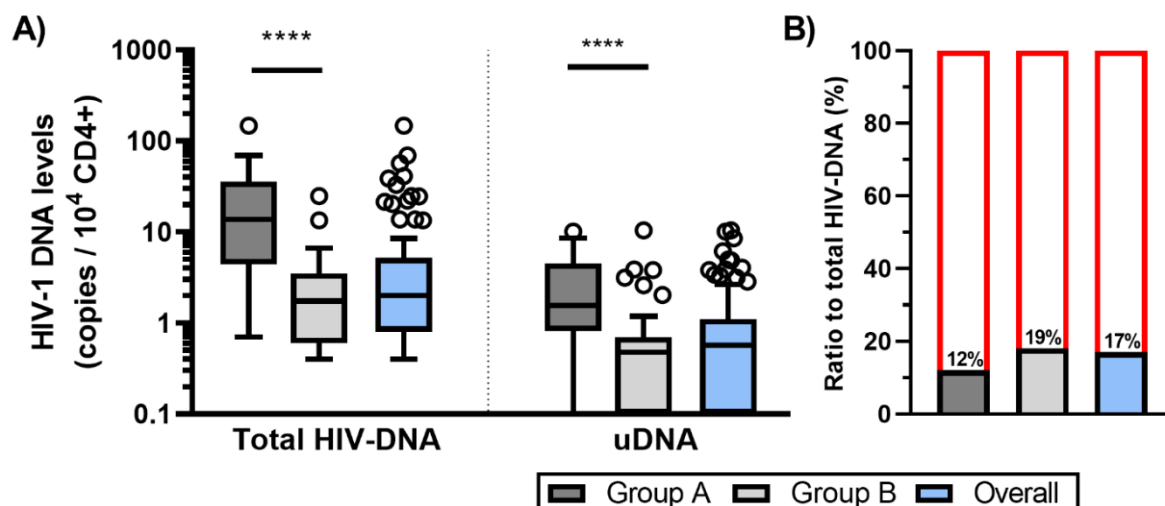 A)
HIV-1 DNA levels
(copies / 10⁴ CD4+)
1000
100
10
1
0.1
****
****
Total HIV-DNA
uDNA
B)
Ratio to total HIV-DNA (%)
100
80
60
40
20
0
12%
19%
17%
Group A
Group B
Overall